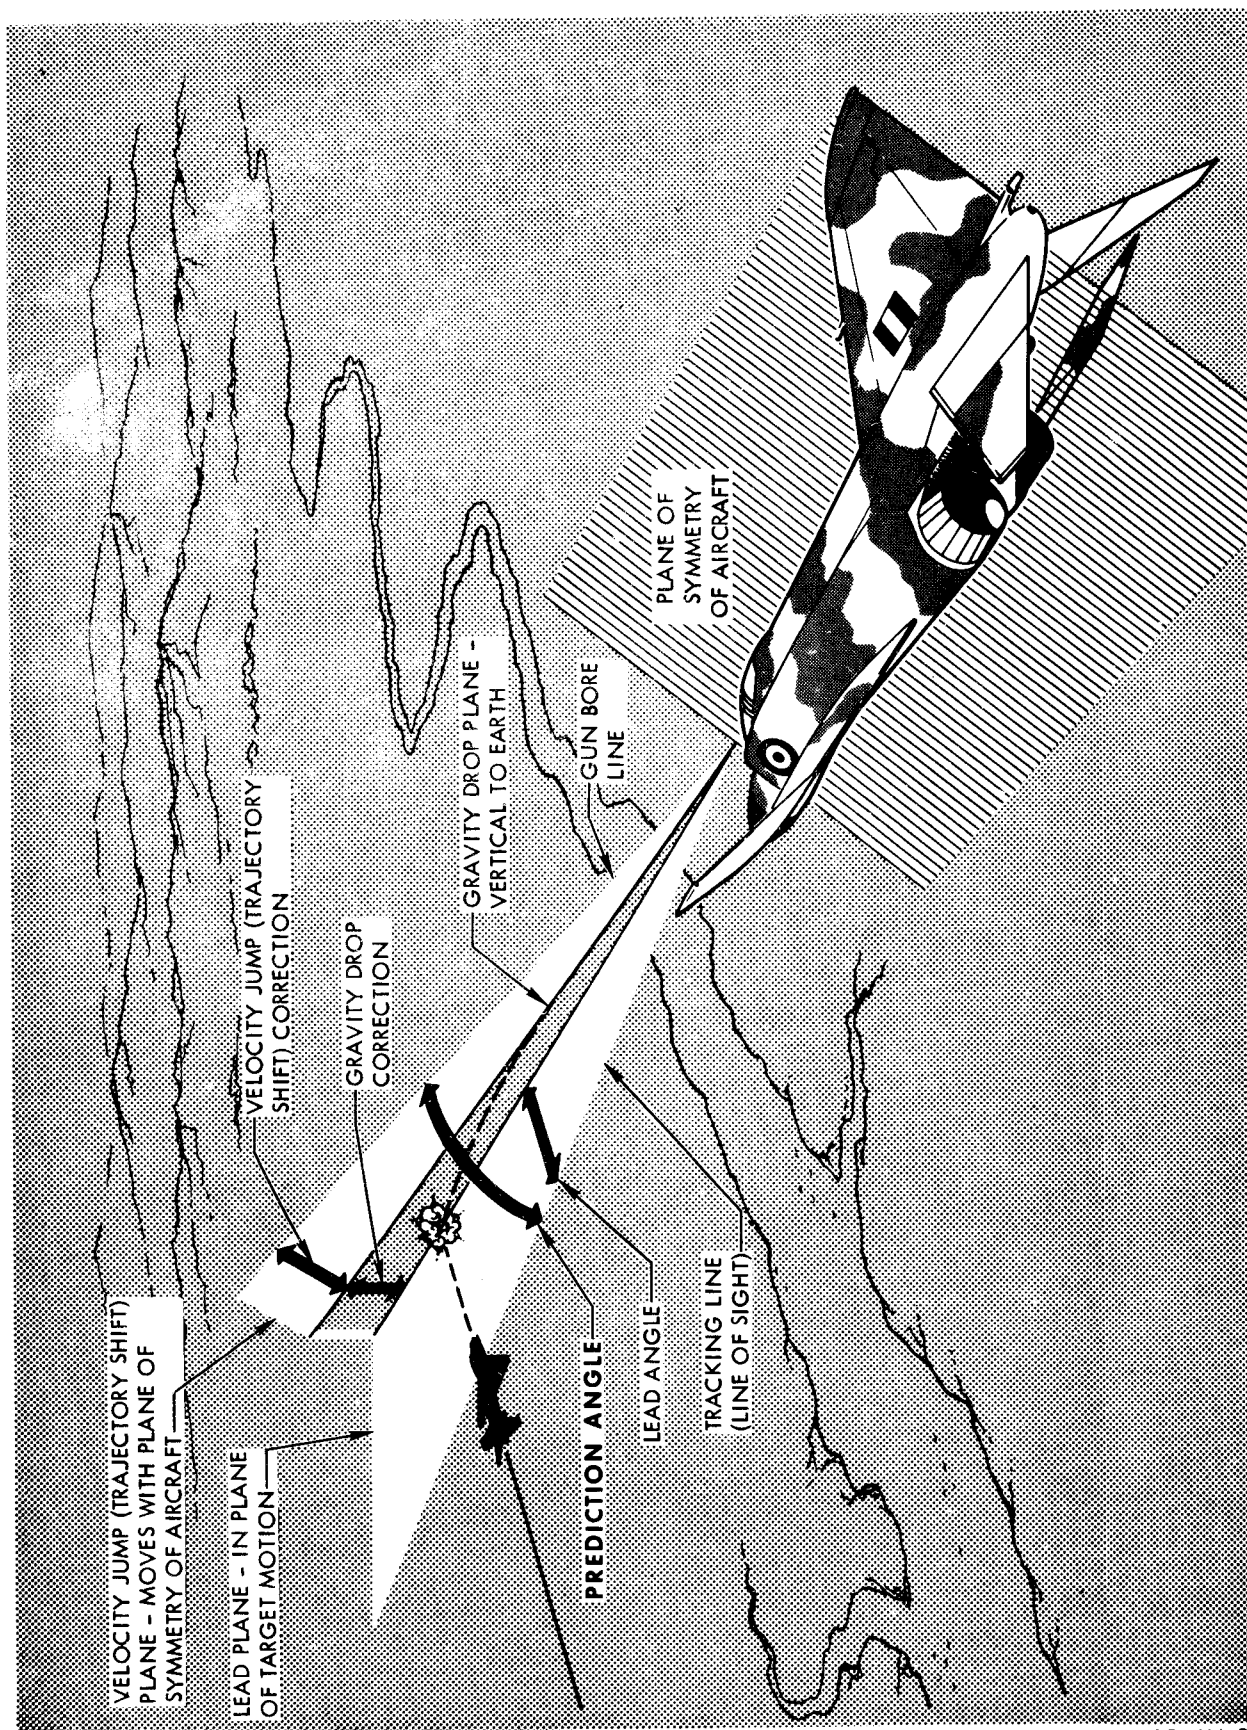 VELOCITY JUMP (TRAJECTORY SHIFT)
PLANE - MOVES WITH PLANE OF
SYMMETRY OF AIRCRAFT
VELOCITY JUMP (TRAJECTORY
SHIFT) CORRECTION
LEAD PLANE - IN PLANE
OF TARGET MOTION
GRAVITY DROP
CORRECTION
GRAVITY DROP PLANE -
VERTICAL TO EARTH
GUN BORE
LINE
PLANE OF
SYMMETRY
OF AIRCRAFT
PREDICTION ANGLE
LEAD ANGLE
TRACKING LINE
(LINE OF SIGHT)